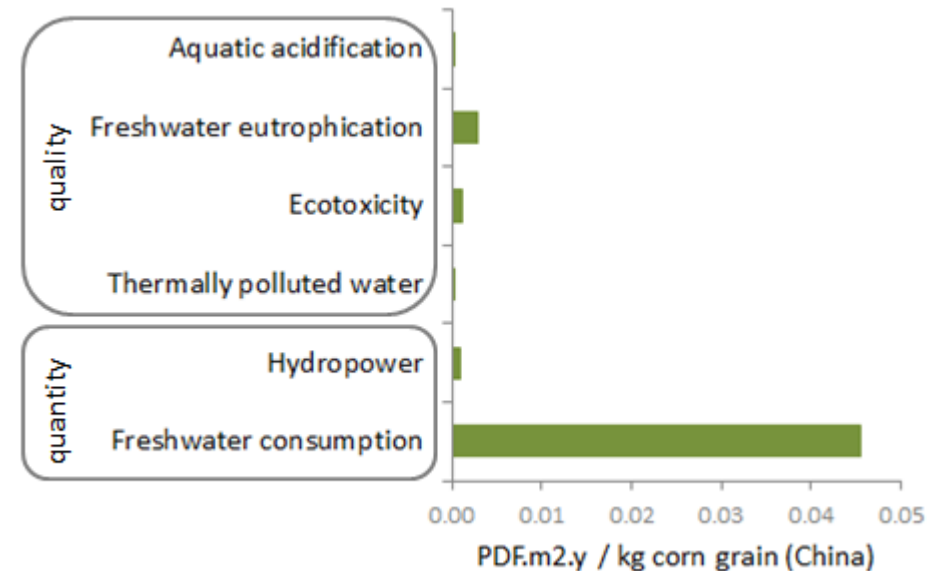 quality
Aquatic acidification
Freshwater eutrophication
Ecotoxicity
Thermally polluted water
quantity
Hydropower
Freshwater consumption
0.00 0.01 0.02 0.03 0.04 0.05
PDF.m2.y / kg corn grain (China)